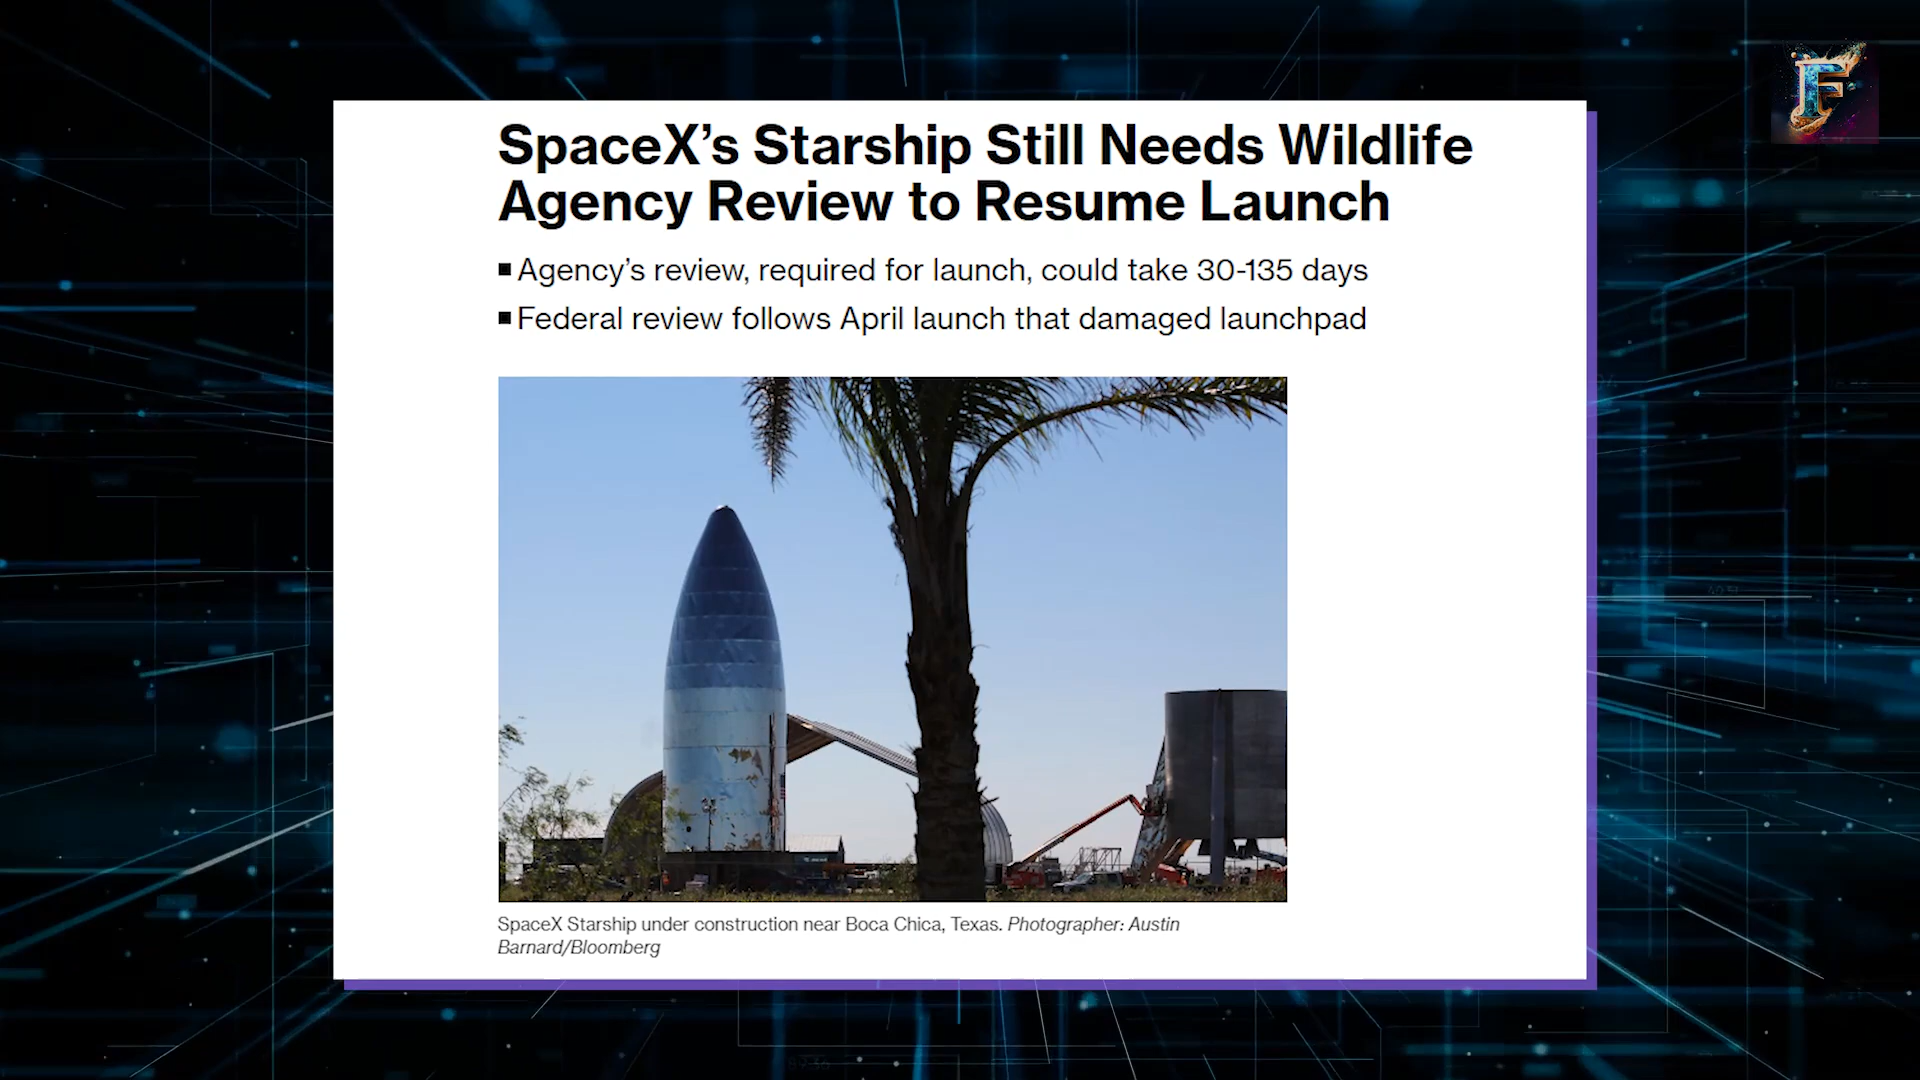 SpaceX’s Starship Still Needs Wildlife
Agency Review to Resume Launch
Agency’s review, required for launch, could take 30-135 days
Federal review follows April launch that damaged launchpad
SpaceX Starship under construction near Boca Chica, Texas. Photographer: Austin
Barnard/Bloomberg
F